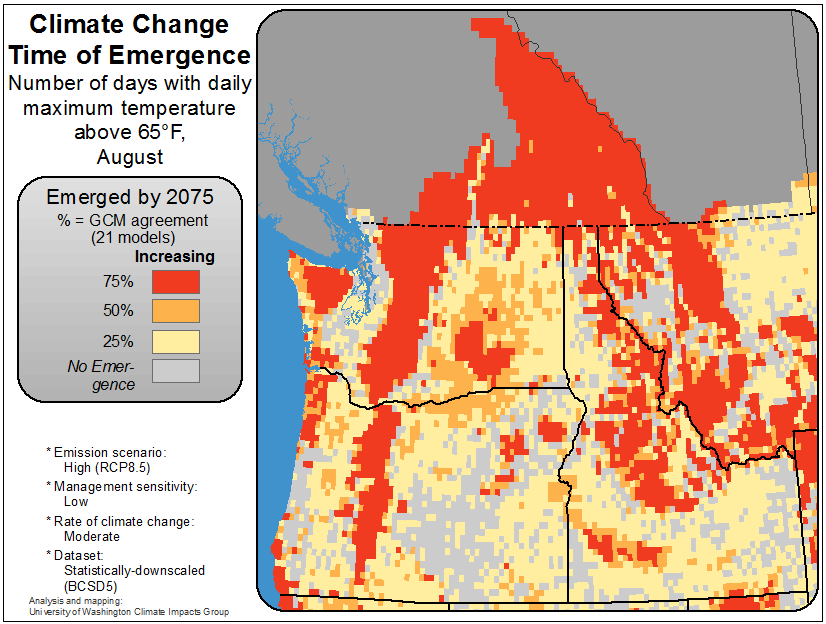 Climate Change
Time of Emergence
Number of days with daily
maximum temperature
above 65°F,
August
Emerged by 2075
% = GCM agreement
(21 models)
Increasing
75%
50%
25%
No Emer-
gence
* Emission scenario:
High (RCP8.5)
* Management sensitivity:
Low
* Rate of climate change:
Moderate
* Dataset:
Statistically-downscaled
(BCSD5)
Analysis and mapping:
University of Washington Climate Impacts Group